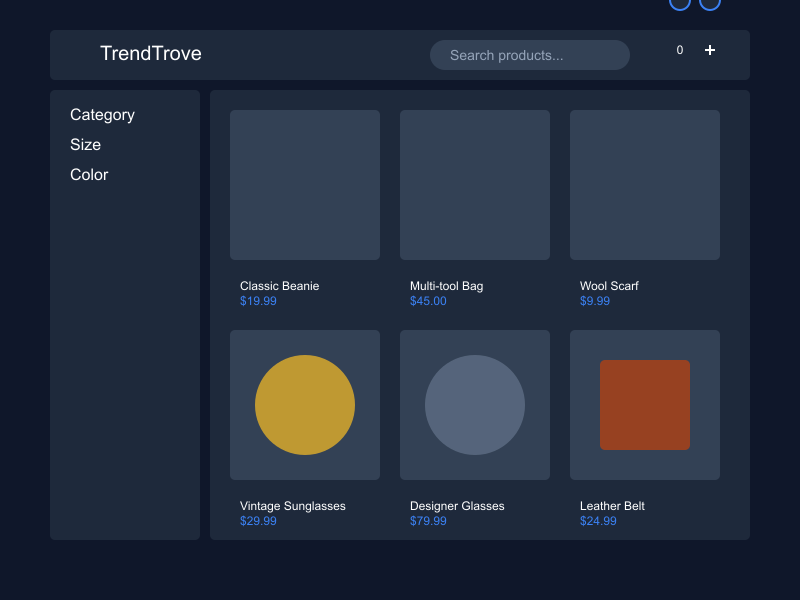 TrendTrove
Search products...
0
+
Category
Size
Color
Classic Beanie
$19.99
Multi-tool Bag
$45.00
Wool Scarf
$9.99
Vintage Sunglasses
$29.99
Designer Glasses
$79.99
Leather Belt
$24.99